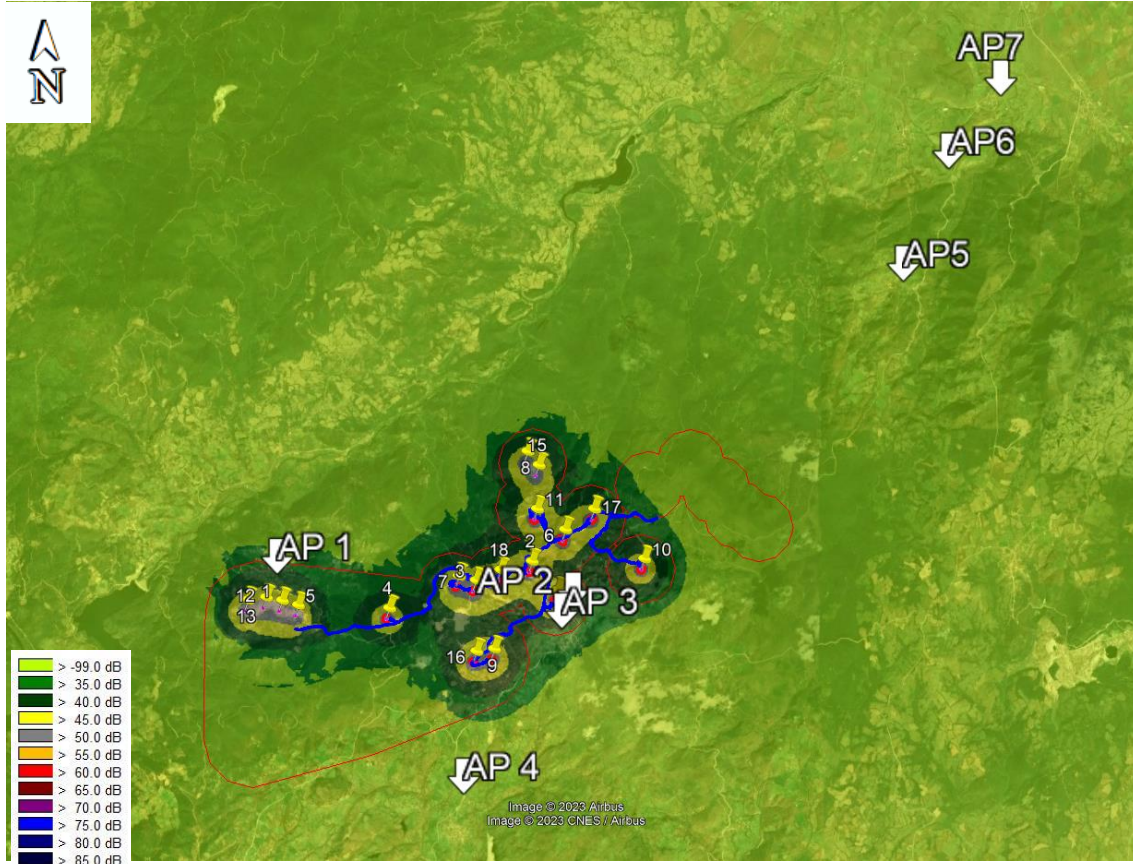 N
AP7
AP6
AP5
15
8
11
17
6
2
10
18
3
7
AP 2
AP 1
AP 3
12
1
5
13
4
16
9
AP 4
> -99.0 dB
> 35.0 dB
> 40.0 dB
> 45.0 dB
> 50.0 dB
> 55.0 dB
> 60.0 dB
> 65.0 dB
> 70.0 dB
> 75.0 dB
> 80.0 dB
> 85.0 dB
Image © 2023 Airbus
Image © 2023 CNES / Airbus